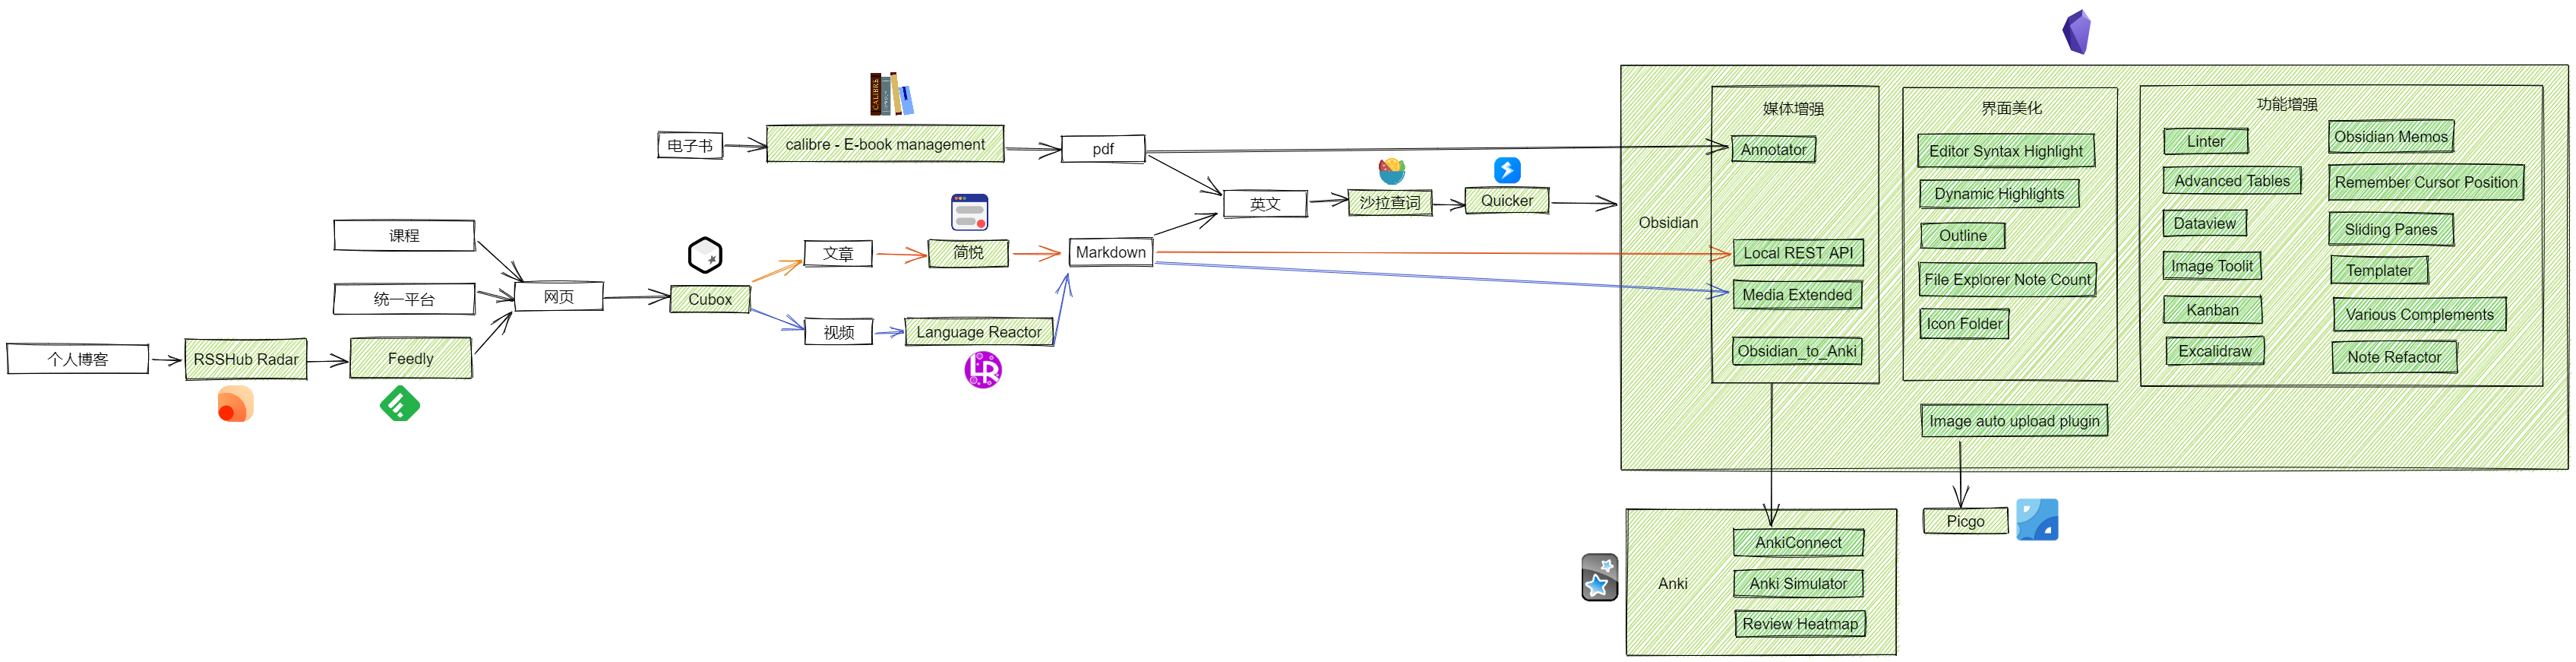 个人博客
RSSHub Radar
Feedly
课程
统一平台
网页
Cubox
电子书
CALIBRE
calibre - E-book management
pdf
文章
简悦
Markdown
视频
Language Reactor
LR
英文
沙拉查词
Quicker
Obsidian
媒体增强
Annotator
Local REST API
Media Extended
Obsidian_to_Anki
界面美化
Editor Syntax Highlight
Dynamic Highlights
Outline
File Explorer Note Count
Icon Folder
功能增强
Linter
Advanced Tables
Dataview
Image Toolit
Kanban
Excalidraw
Obsidian Memos
Remember Cursor Position
Sliding Panes
Templater
Various Complements
Note Refactor
Image auto upload plugin
Picgo
Anki
AnkiConnect
Anki Simulator
Review Heatmap